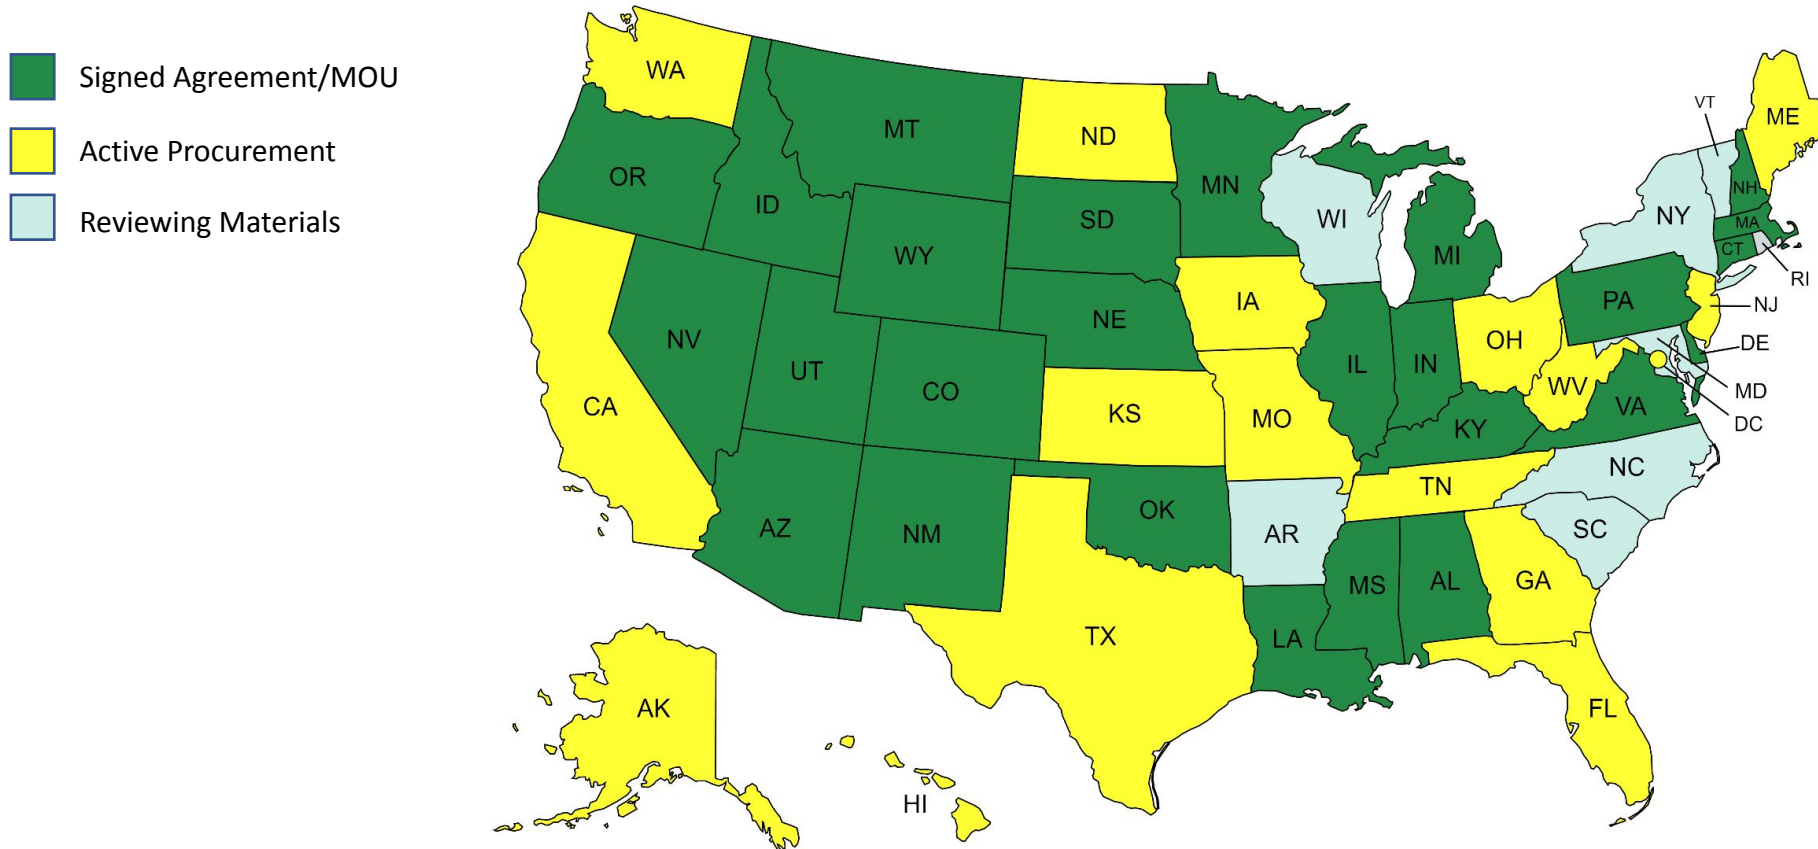 Signed Agreement/MOU
Active Procurement
Reviewing Materials
WA
MT
ND
ME
VT
OR
ID
MN
NH
SD
WI
NY
MA
WY
MI
CT
RI
IA
PA
NJ
NE
OH
NV
DE
UT
IL
IN
CO
WV
MD
CA
KS
MO
VA
DC
KY
NC
TN
OK
AZ
NM
AR
SC
MS
AL
GA
TX
LA
AK
FL
HI